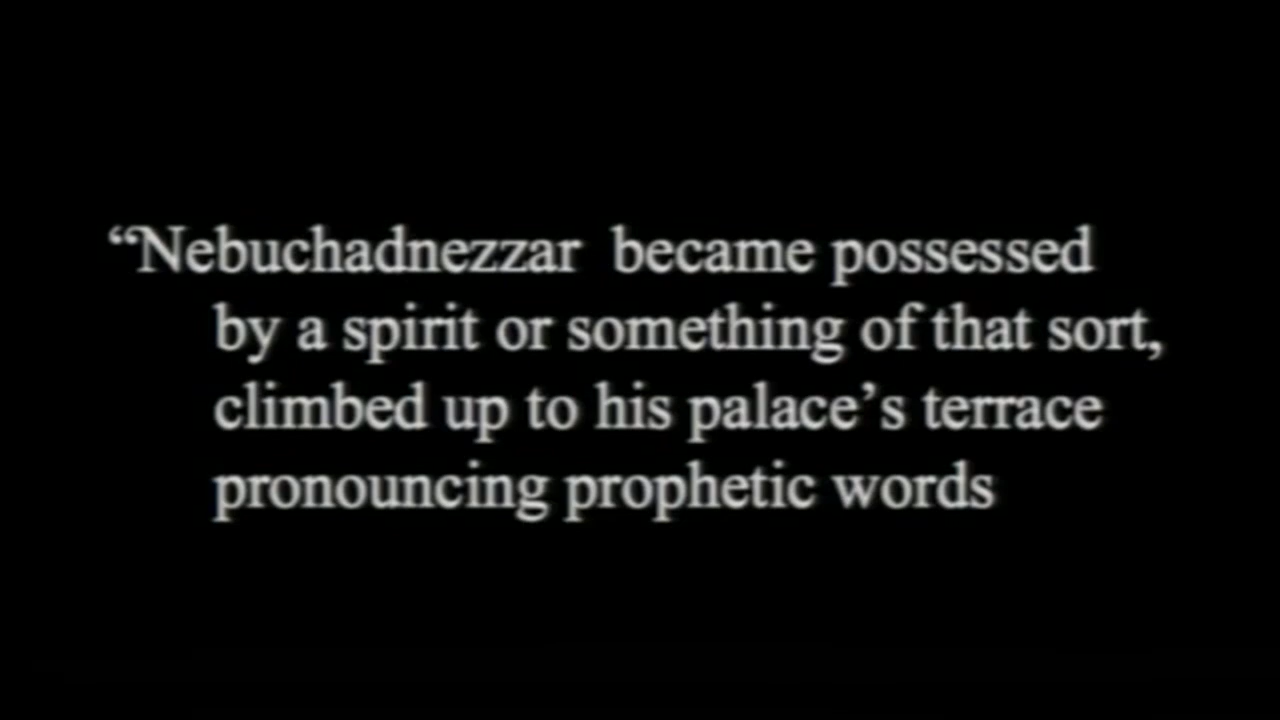 “Nebuchadnezzar became possessed
by a spirit or something of that sort,
climbed up to his palace’s terrace
pronouncing prophetic words